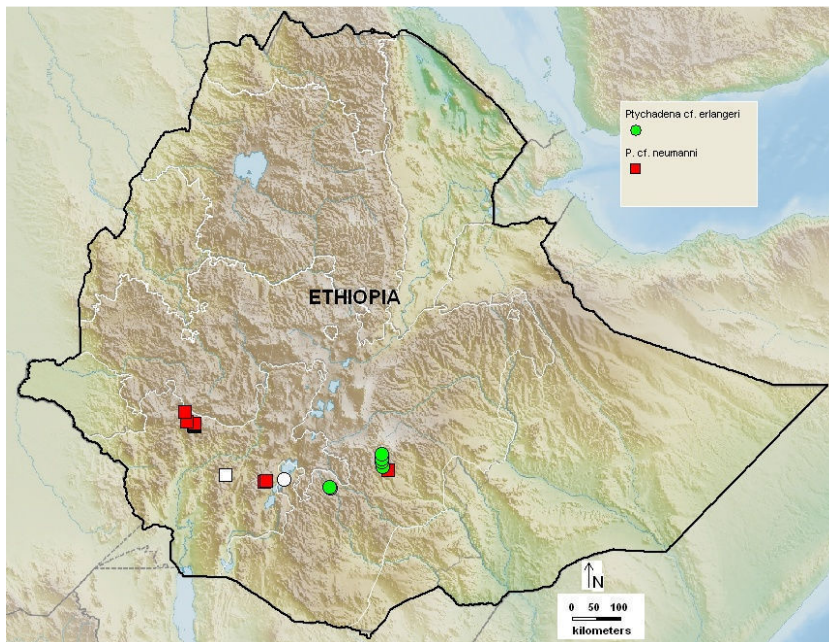 Ptychadena cf. erlangeri
P. cf. neumanni
ETHIOPIA
N
0 50 100
kilometers